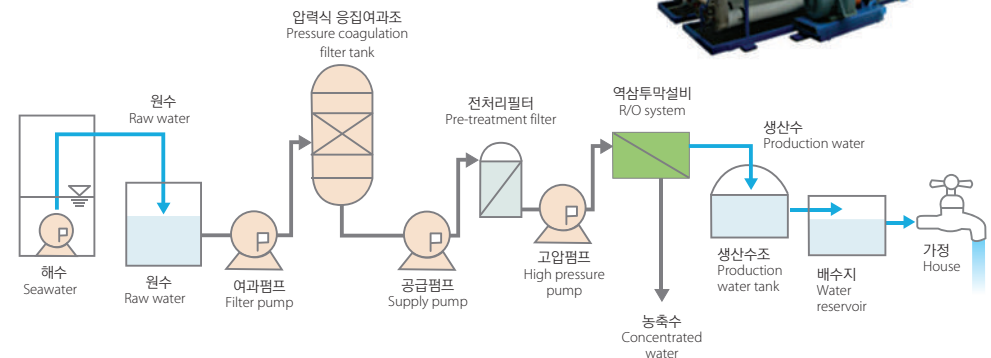 압력식 응집여과조
Pressure coagulation
filter tank
원수
Raw water
전처리필터
Pre-treatment filter
역삼투막설비
R/O system
생산수
Production water
해수
Seawater
원수
Raw water
여과펌프
Filter pump
공급펌프
Supply pump
고압펌프
High pressure
pump
농축수
Concentrated
water
생산수조
Production
water tank
배수지
Water
reservoir
가정
House